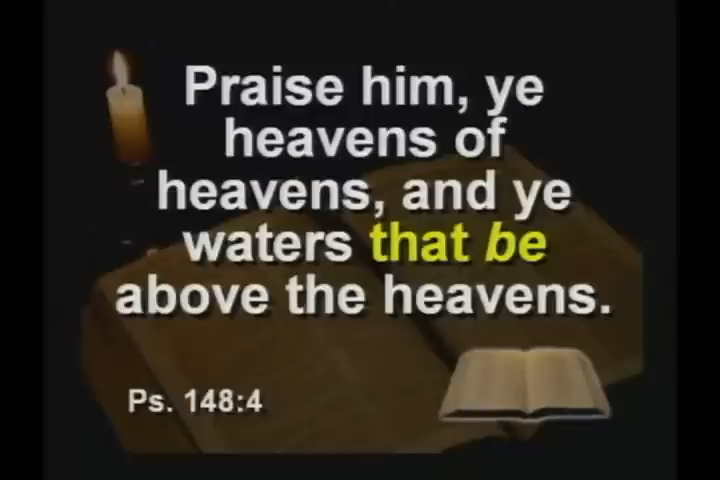 Praise him, ye
heavens of
heavens, and ye
waters that be
above the heavens.
Ps. 148:4